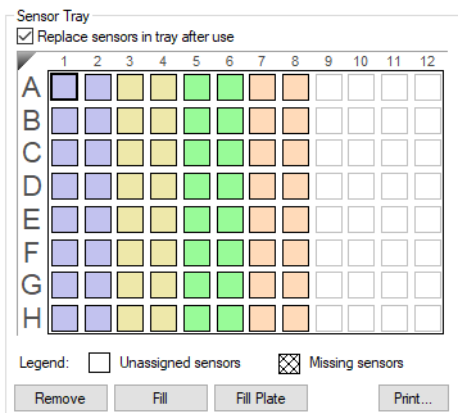 Sensor Tray
Replace sensors in tray after use
1 2 3 4 5 6 7 8 9 10 11 12
A
B
C
D
E
F
G
H
Legend: Unassigned sensors Missing sensors
Remove Fill Fill Plate Print...